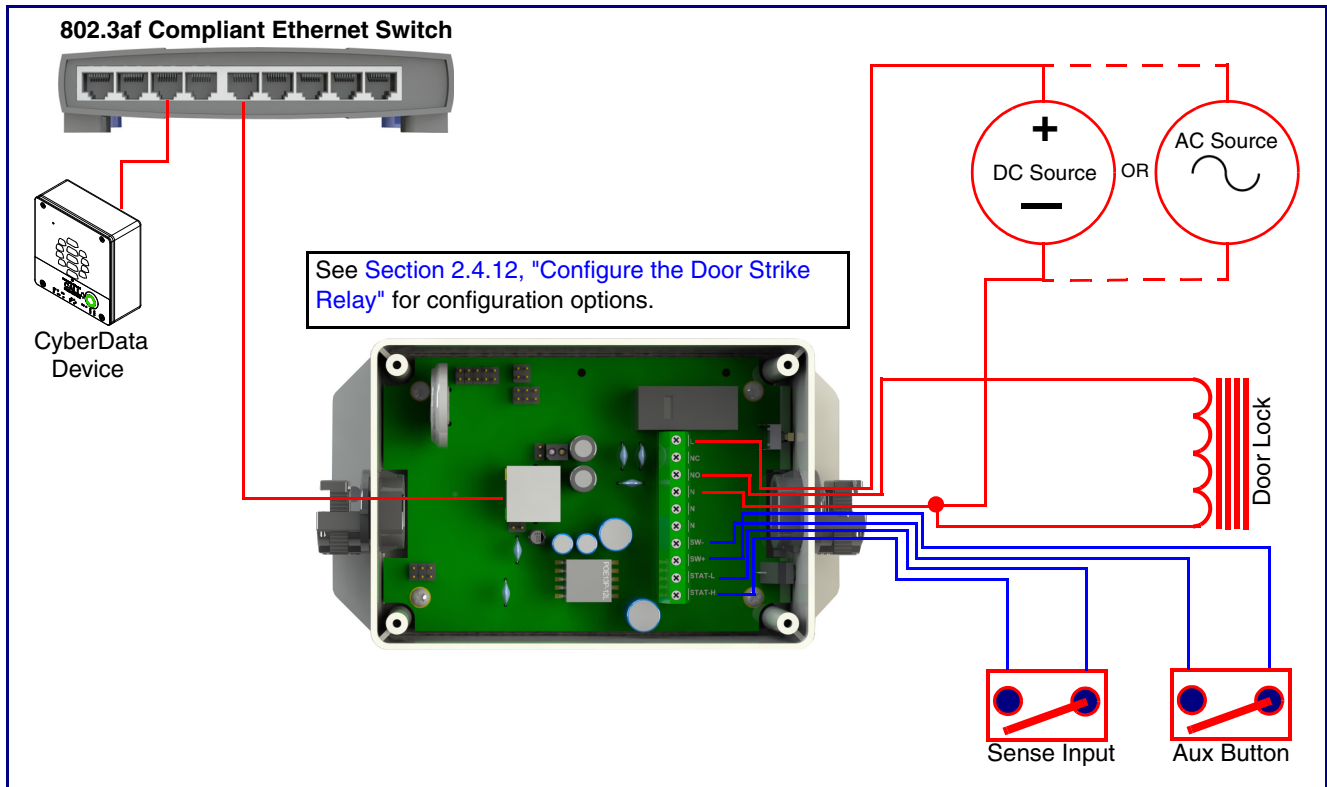 802.3af Compliant Ethernet Switch
+
DC Source
—
OR
AC Source
See Section 2.4.12, "Configure the Door Strike
Relay" for configuration options.
CyberData
Device
L
NC
NO
N
N
N
SW-
SW+
STAT-L
STAT-H
Door Lock
Sense Input
Aux Button